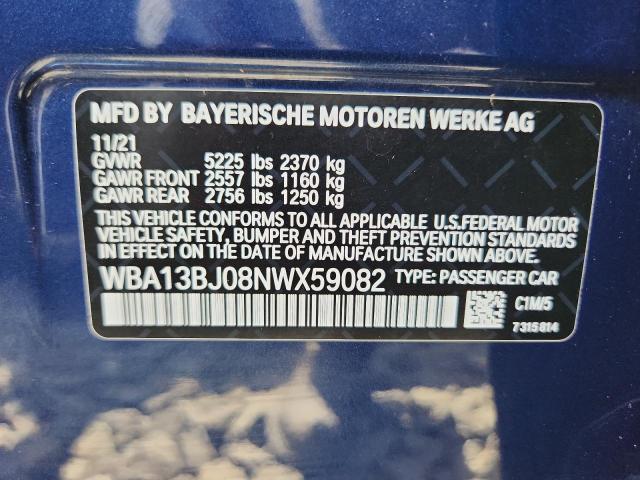 MFD BY BAYERISCHE MOTOREN WERKE AG
11/21
GVWR 5225 lbs 2370 kg
GAWR FRONT 2557 lbs 1160 kg
GAWR REAR 2756 lbs 1250 kg
THIS VEHICLE CONFORMS TO ALL APPLICABLE U.S.FEDERAL MOTOR
VEHICLE SAFETY, BUMPER AND THEFT PREVENTION STANDARDS
IN EFFECT ON THE DATE OF MANUFACTURE SHOWN ABOVE.
WBA13BJ08NWX59082 TYPE: PASSENGER CAR
C1M/5
7315814